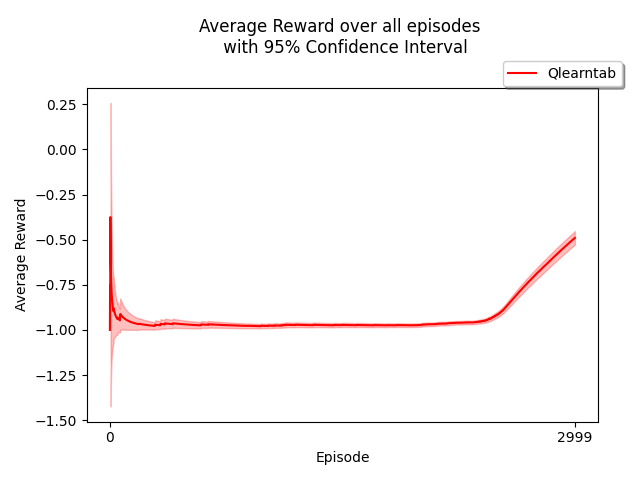 Average Reward over all episodes
with 95% Confidence Interval
Qlearntab
Average Reward
0.25
0.00
−0.25
−0.50
−0.75
−1.00
−1.25
−1.50
0
2999
Episode